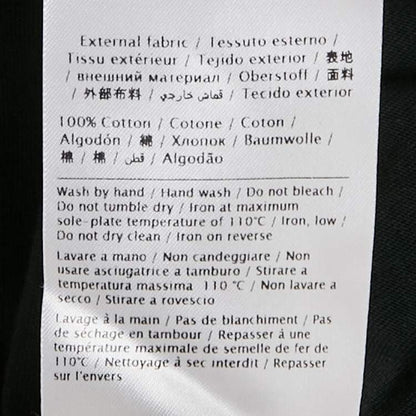 External fabric / Tessuto esterno /
Tissu extérieur / Tejido exterior / 表地
/ внешний материал / Oberstoff / 面料
/ 外部布料 / قماش خارجي / Tecido exterior
100% Cotton / Cotone / Coton /
Algodón / 綿 / Хлопок / Baumwolle /
棉 / 棉 / قطن / Algodão
Wash by hand / Hand wash / Do not bleach /
Do not tumble dry / Iron at maximum
sole-plate temperature of 110°C / Iron, low /
Do not dry clean / Iron on reverse
Lavare a mano / Non candeggiare / Non
usare asciugatrice a tamburo / Stirare a
temperatura massima 110 °C / Non lavare a
secco / Stirare a rovescio
Lavage à la main / Pas de blanchiment / Pas
de séchage en tambour / Repasser à une
température maximale de semelle de fer de
110°C / Nettoyage à sec interdit / Repasser
sur l'envers